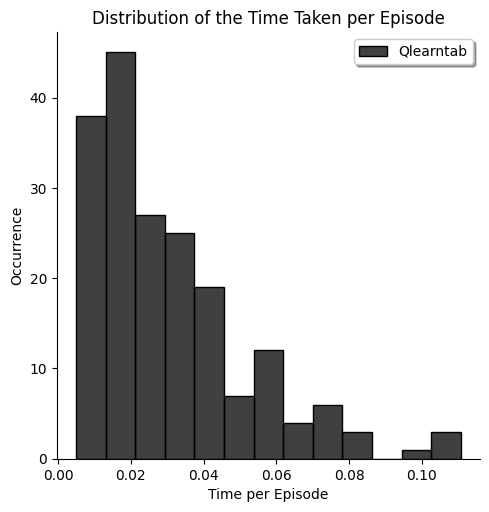 Distribution of the Time Taken per Episode
Qlearntab
40
30
20
10
0
Occurrence
0.00 0.02 0.04 0.06 0.08 0.10
Time per Episode